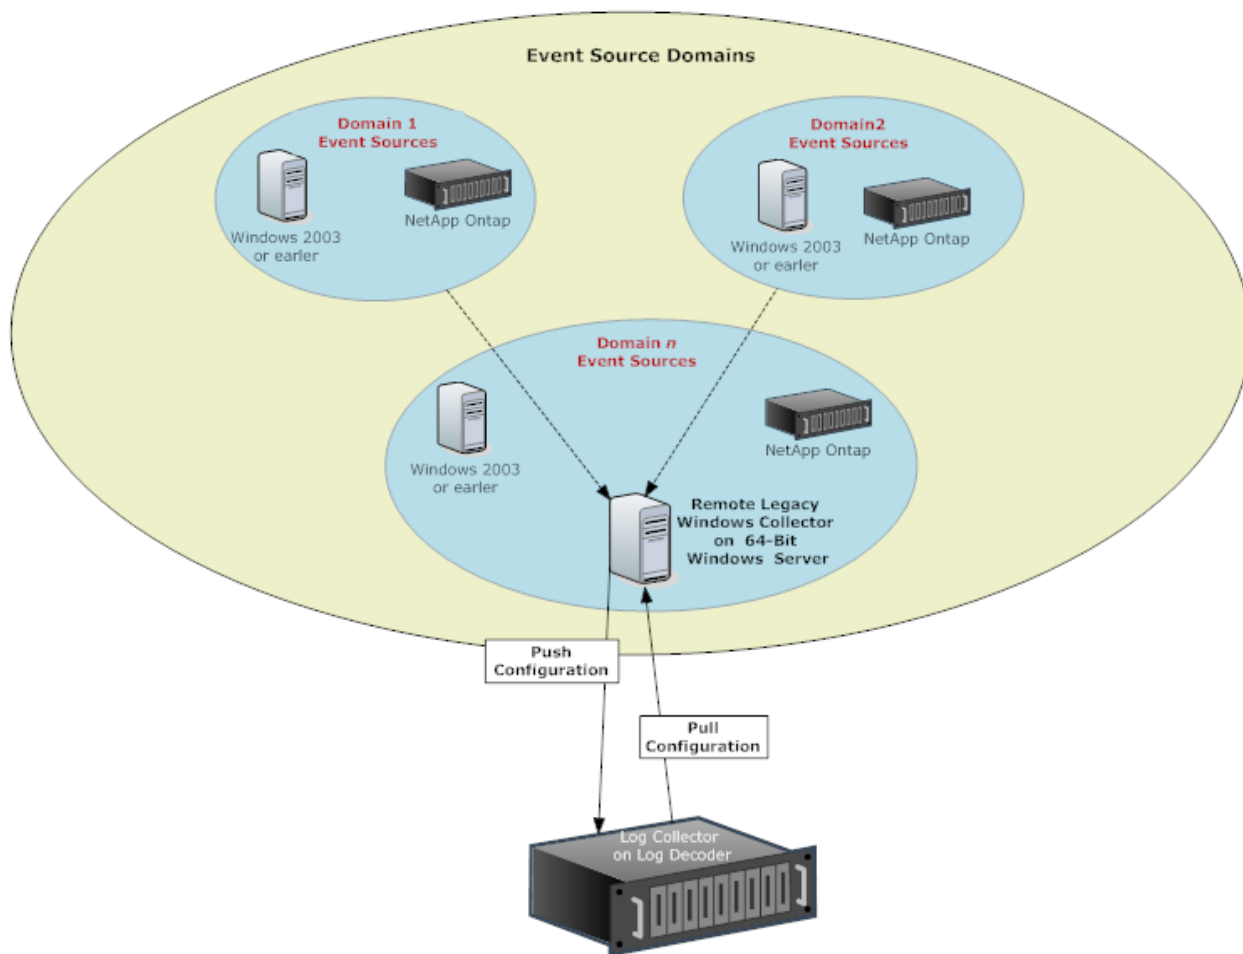 Event Source Domains
Domain 1
Event Sources
Windows 2003
or earler
NetApp Ontap
Domain2
Event Sources
Windows 2003
or earler
NetApp Ontap
Domain n
Event Sources
Windows 2003
or earler
NetApp Ontap
Remote Legacy
Windows Collector
on 64-Bit
Windows Server
Push
Configuration
Pull
Configuration
Log Collector
on Log Decoder